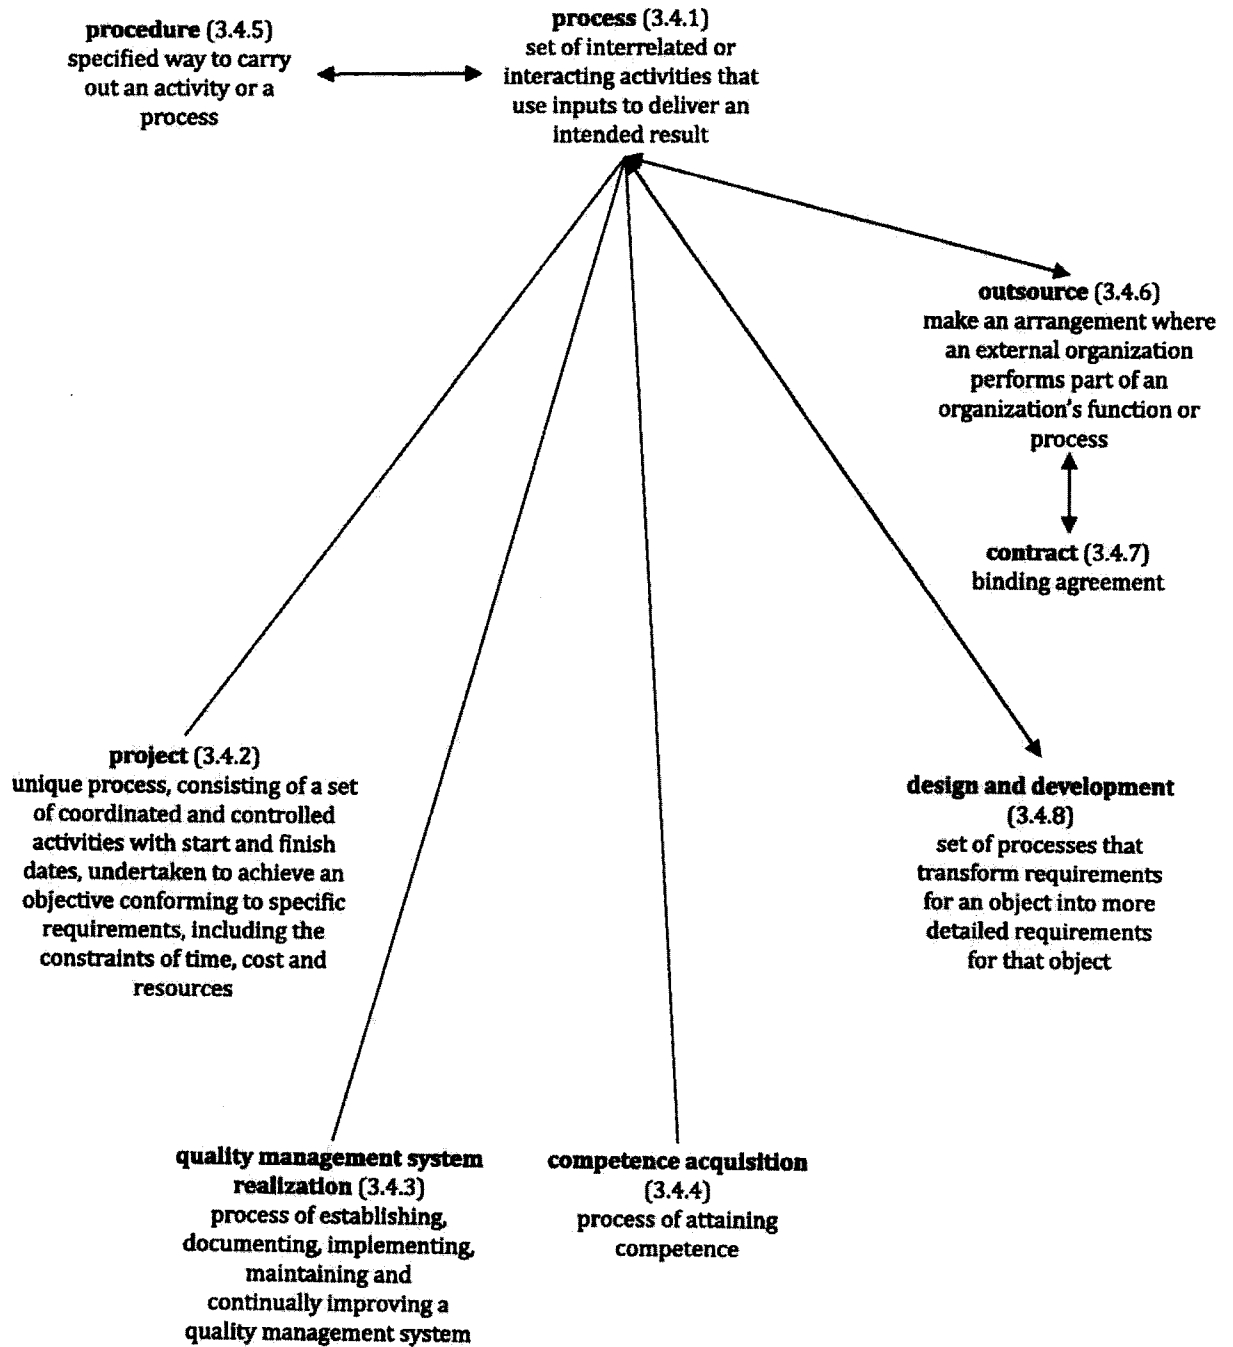 procedure (3.4.5)
specified way to carry
out an activity or a
process
process (3.4.1)
set of interrelated or
interacting activities that
use inputs to deliver an
intended result
outsource (3.4.6)
make an arrangement where
an external organization
performs part of an
organization's function or
process
contract (3.4.7)
binding agreement
project (3.4.2)
unique process, consisting of a set
of coordinated and controlled
activities with start and finish
dates, undertaken to achieve an
objective conforming to specific
requirements, including the
constraints of time, cost and
resources
design and development
(3.4.8)
set of processes that
transform requirements
for an object into more
detailed requirements
for that object
quality management system
realization (3.4.3)
process of establishing,
documenting, implementing,
maintaining and
continually improving a
quality management system
competence acquisition
(3.4.4)
process of attaining
competence